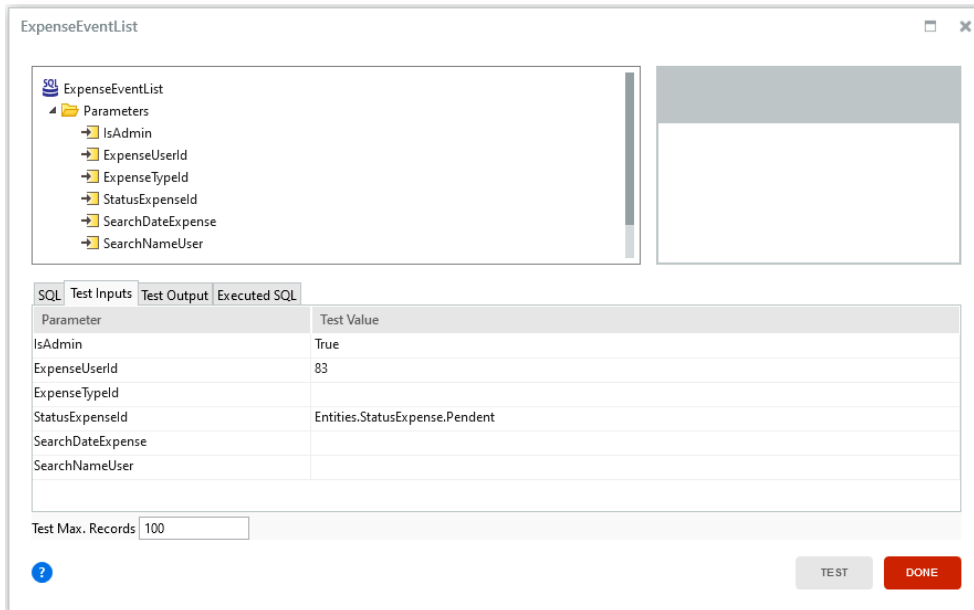 ExpenseEventList
SQL
ExpenseEventList
Parameters
IsAdmin
ExpenseUserId
ExpenseTypeId
StatusExpenseId
SearchDateExpense
SearchNameUser
SQL Test Inputs Test Output Executed SQL
Parameter Test Value
IsAdmin True
ExpenseUserId 83
ExpenseTypeId
StatusExpenseId Entities.StatusExpense.Pendent
SearchDateExpense
SearchNameUser
Test Max. Records 100
? TEST DONE